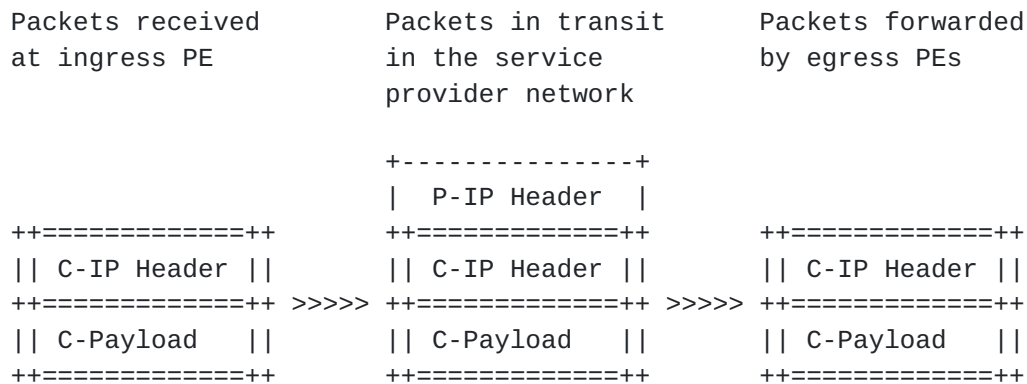 Packets received        Packets in transit      Packets forwarded
at ingress PE           in the service          by egress PEs
                        provider network

                        +---------------+
                        |  P-IP Header  |
++=============++       ++=============++       ++=============++
|| C-IP Header ||       || C-IP Header ||       || C-IP Header ||
++=============++ >>>>> ++=============++ >>>>> ++=============++
|| C-Payload   ||       || C-Payload   ||       || C-Payload   ||
++=============++       ++=============++       ++=============++